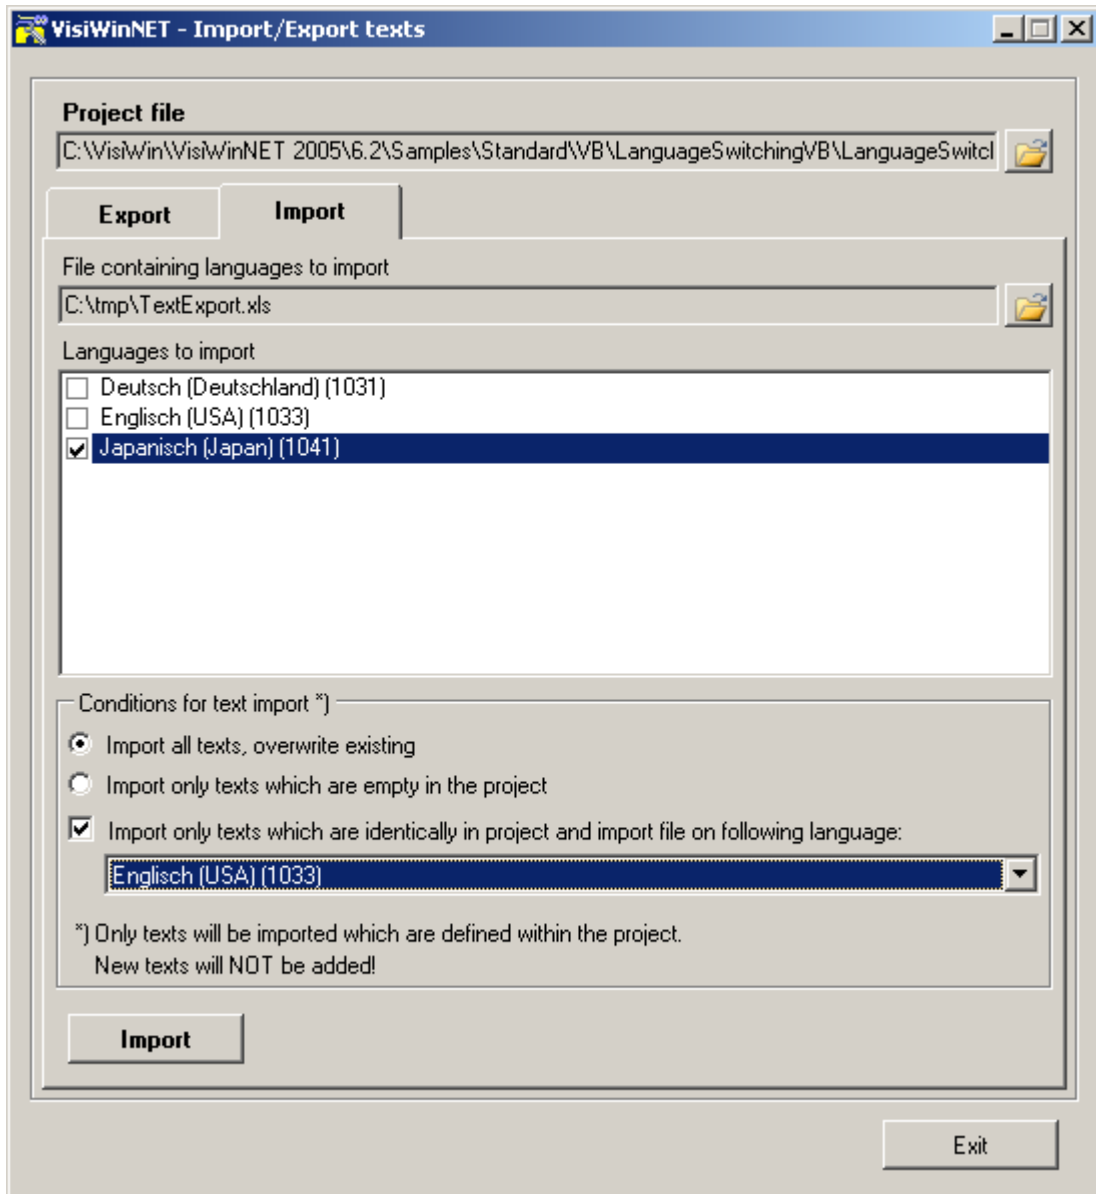 VisiWinNET - Import/Export texts
Project file
C:\VisiWin\VisiWinNET 2005\6.2\Samples\Standard\VB\LanguageSwitchingVB\LanguageSwitcl
Export
Import
File containing languages to import
C:\tmp\TextExport.xls
Languages to import
Deutsch (Deutschland) (1031)
Englisch (USA) (1033)
Japanisch (Japan) (1041)
Conditions for text import *)
Import all texts, overwrite existing
Import only texts which are empty in the project
Import only texts which are identically in project and import file on following language:
Englisch (USA) (1033)
*) Only texts will be imported which are defined within the project.
New texts will NOT be added!
Import
Exit